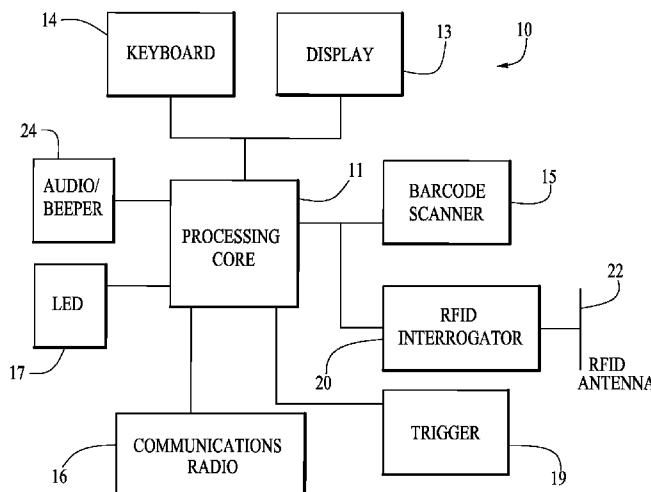 14
KEYBOARD
DISPLAY
13
10
24
AUDIO/
BEEPER
11
PROCESSING
CORE
BARCODE
SCANNER
15
LED
17
RFID
INTERROGATOR
20
22
RFID
ANTENNA
COMMUNICATIONS
RADIO
16
TRIGGER
19